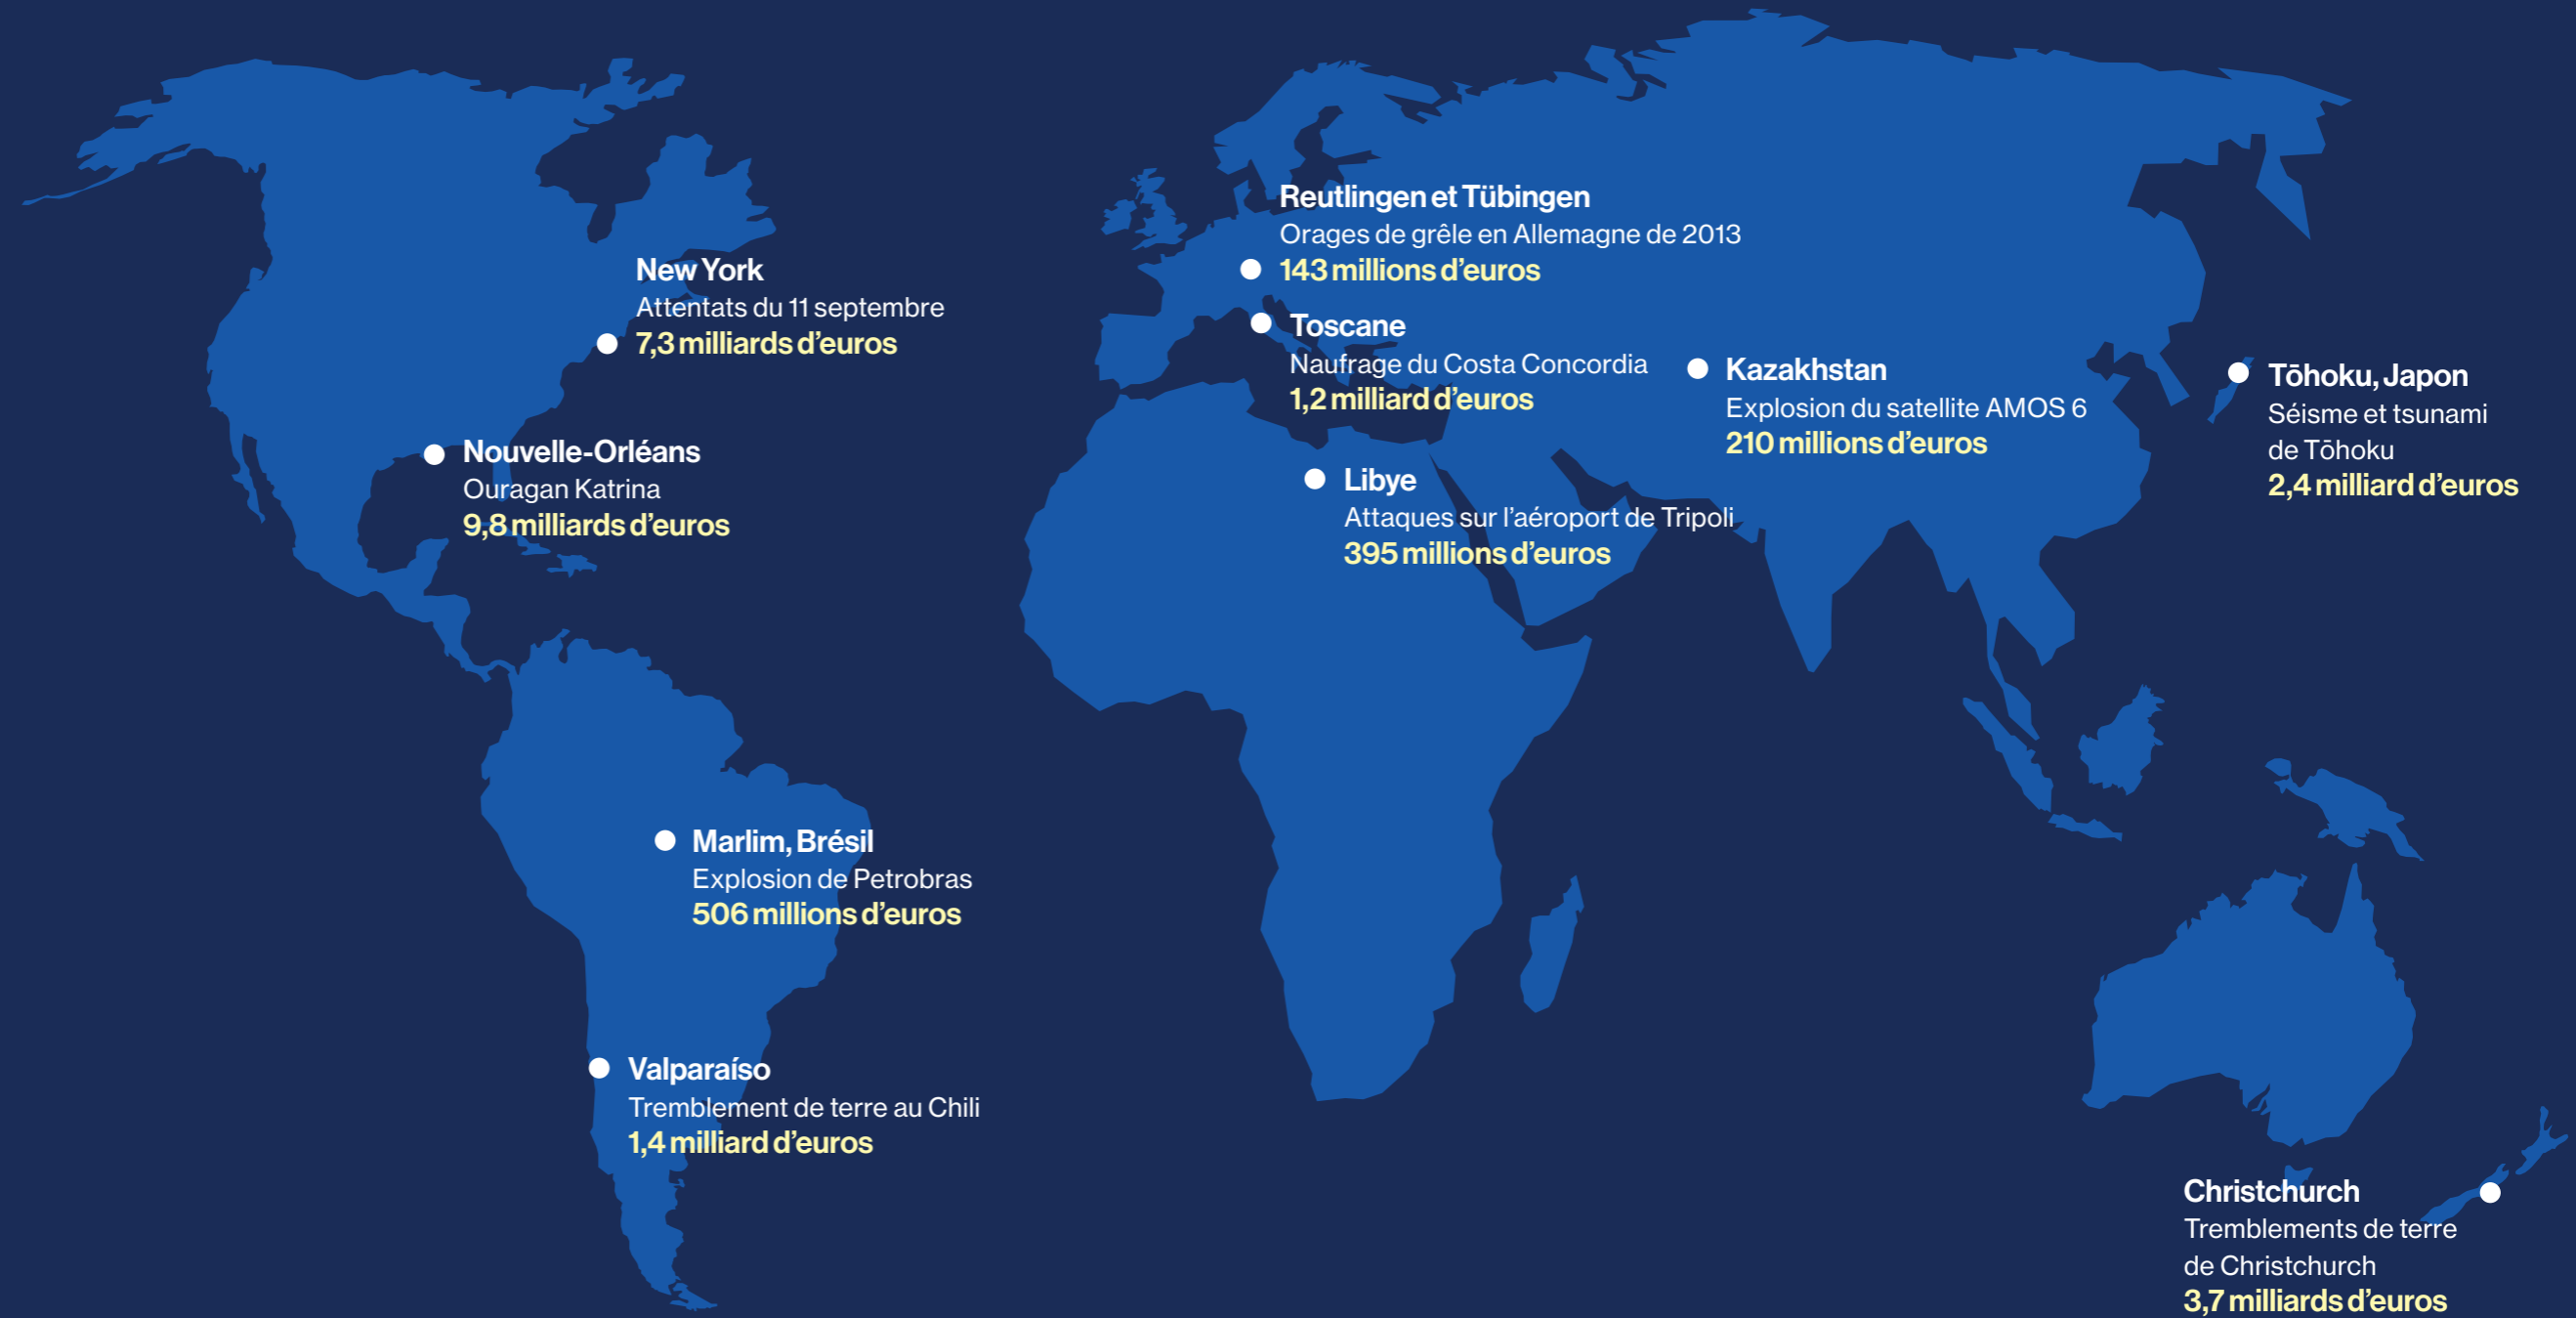 New York
Attentats du 11 septembre
7,3 milliards d’euros
Nouvelle-Orléans
Ouragan Katrina
9,8 milliards d’euros
Marlim, Brésil
Explosion de Petrobras
506 millions d’euros
Valparaíso
Tremblement de terre au Chili
1,4 milliard d’euros
Reutlingen et Tübingen
Orages de grêle en Allemagne de 2013
143 millions d’euros
Toscane
Naufrage du Costa Concordia
1,2 milliard d’euros
Libye
Attaques sur l’aéroport de Tripoli
395 millions d’euros
Kazakhstan
Explosion du satellite AMOS 6
210 millions d’euros
Tōhoku, Japon
Séisme et tsunami
de Tōhoku
2,4 milliard d’euros
Christchurch
Tremblements de terre
de Christchurch
3,7 milliards d’euros